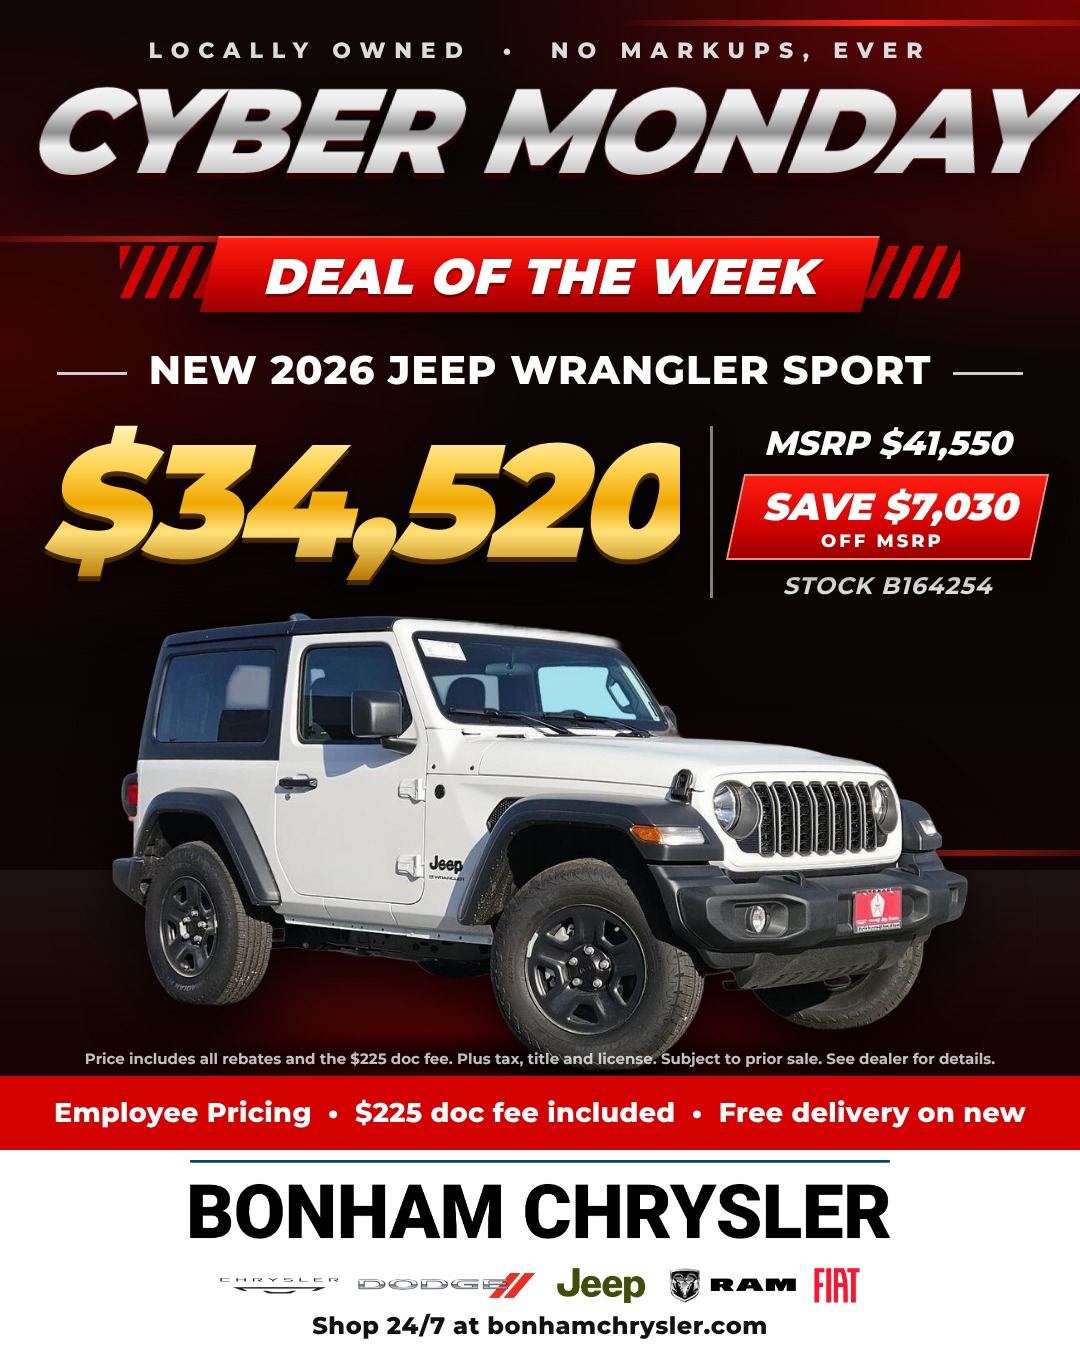 LOCALLY OWNED • NO MARKUPS, EVER
CYBER MONDAY
DEAL OF THE WEEK
NEW 2026 JEEP WRANGLER SPORT
$34,520
MSRP $41,550
SAVE $7,030
OFF MSRP
STOCK B164254
Jeep
WRANGLER
Price includes all rebates and the $225 doc fee. Plus tax, title and license. Subject to prior sale. See dealer for details.
Employee Pricing • $225 doc fee included • Free delivery on new
BONHAM CHRYSLER
CHRYSLER DODGE Jeep RAM FIAT
Shop 24/7 at bonhamchrysler.com